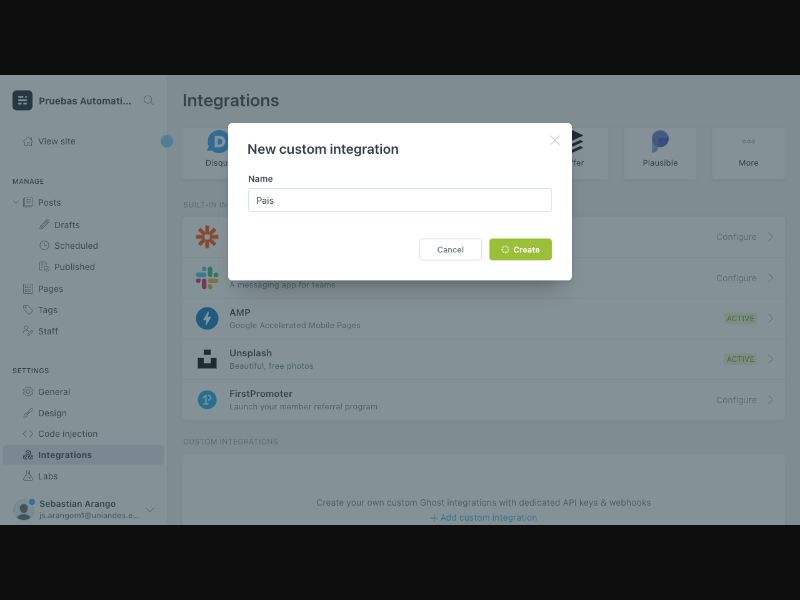 Pruebas Automati...
Integrations
View site
Disqu
ffer
Plausible
More
New custom integration
Name
Pais
Cancel
Create
MANAGE
Posts
Drafts
Scheduled
Published
Pages
Tags
Staff
SETTINGS
General
Design
Code injection
Integrations
Labs
Sebastian Arango
js.arangom1@uniandes.e...
BUILT-IN IN
Configure
A messaging app for teams
Configure
AMP
Google Accelerated Mobile Pages
ACTIVE
Unsplash
Beautiful, free photos
ACTIVE
FirstPromoter
Launch your member referral program
Configure
CUSTOM INTEGRATIONS
Create your own custom Ghost integrations with dedicated API keys & webhooks
+ Add custom integration